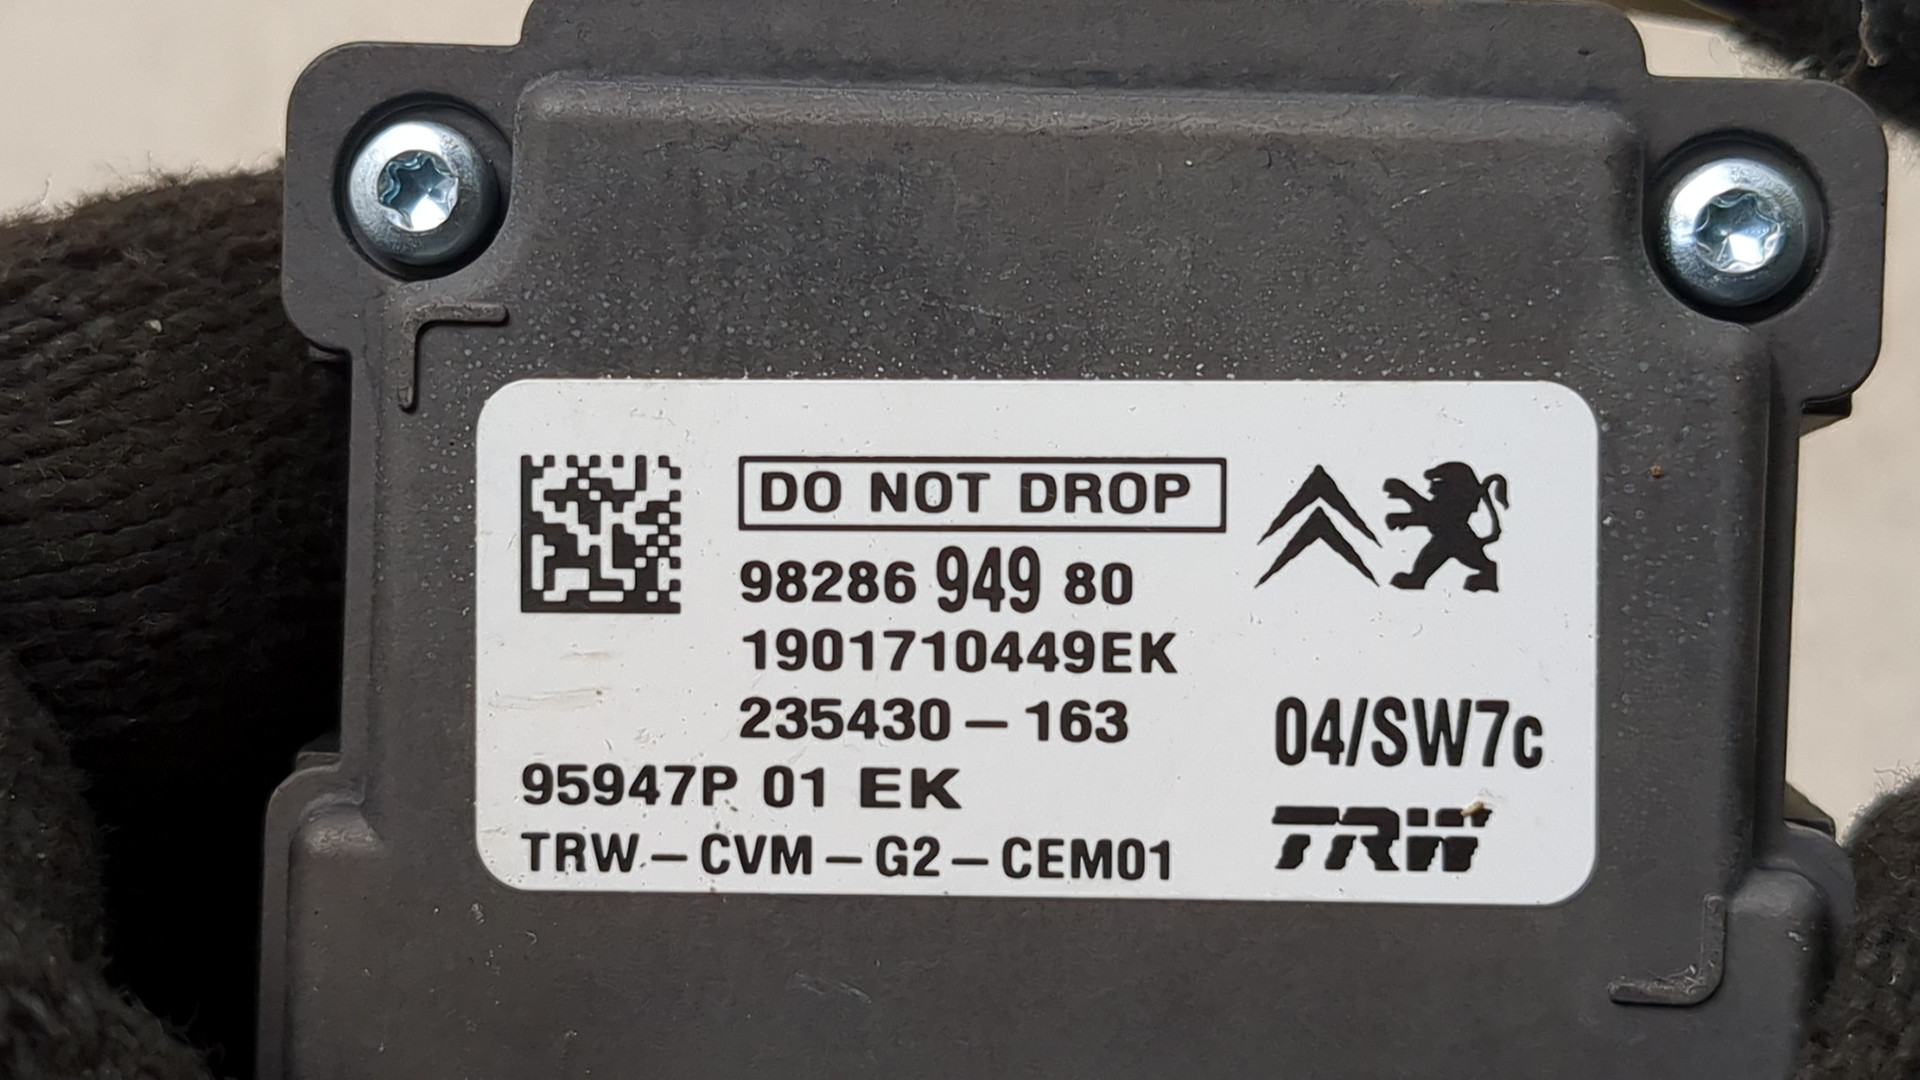 DO NOT DROP
98286 949 80
1901710449EK
235430-163
04/SW7c
95947P 01 EK
TRW-CVM-G2-CEM01
TRW